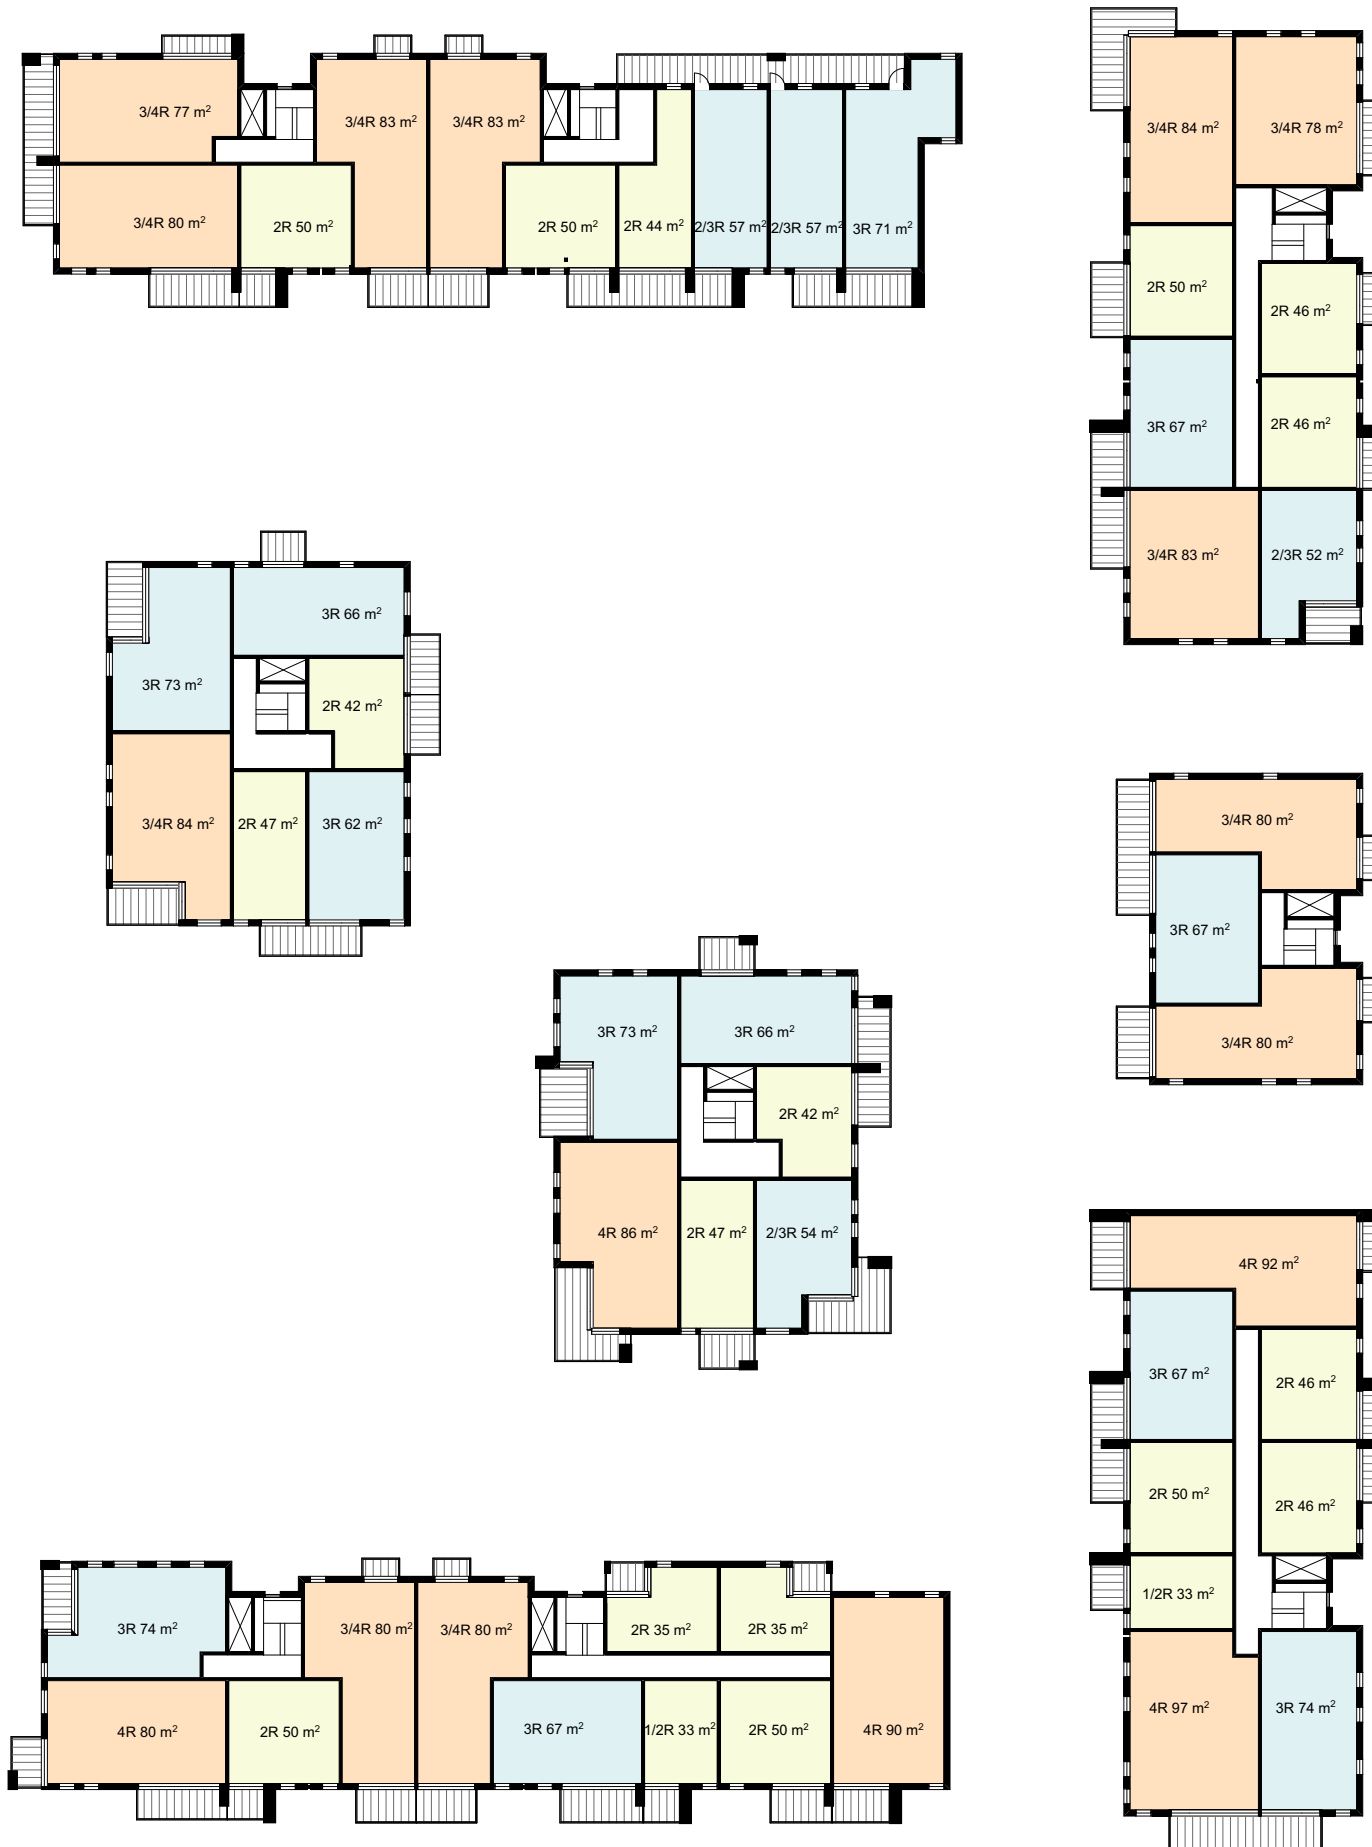 3/4R 77 m²
3/4R 83 m²
3/4R 83 m²
3/4R 80 m²
2R 50 m²
2R 50 m²
2R 44 m²
2/3R 57 m²
2/3R 57 m²
3R 71 m²
3/4R 84 m²
3/4R 78 m²
2R 50 m²
2R 46 m²
3R 67 m²
2R 46 m²
3/4R 83 m²
2/3R 52 m²
3R 66 m²
3R 73 m²
2R 42 m²
3/4R 84 m²
2R 47 m²
3R 62 m²
3/4R 80 m²
3R 67 m²
3/4R 80 m²
3R 73 m²
3R 66 m²
2R 42 m²
4R 86 m²
2R 47 m²
2/3R 54 m²
4R 92 m²
3R 67 m²
2R 46 m²
2R 50 m²
2R 46 m²
1/2R 33 m²
4R 97 m²
3R 74 m²
3R 74 m²
3/4R 80 m²
3/4R 80 m²
2R 35 m²
2R 35 m²
4R 80 m²
2R 50 m²
3R 67 m²
1/2R 33 m²
2R 50 m²
4R 90 m²